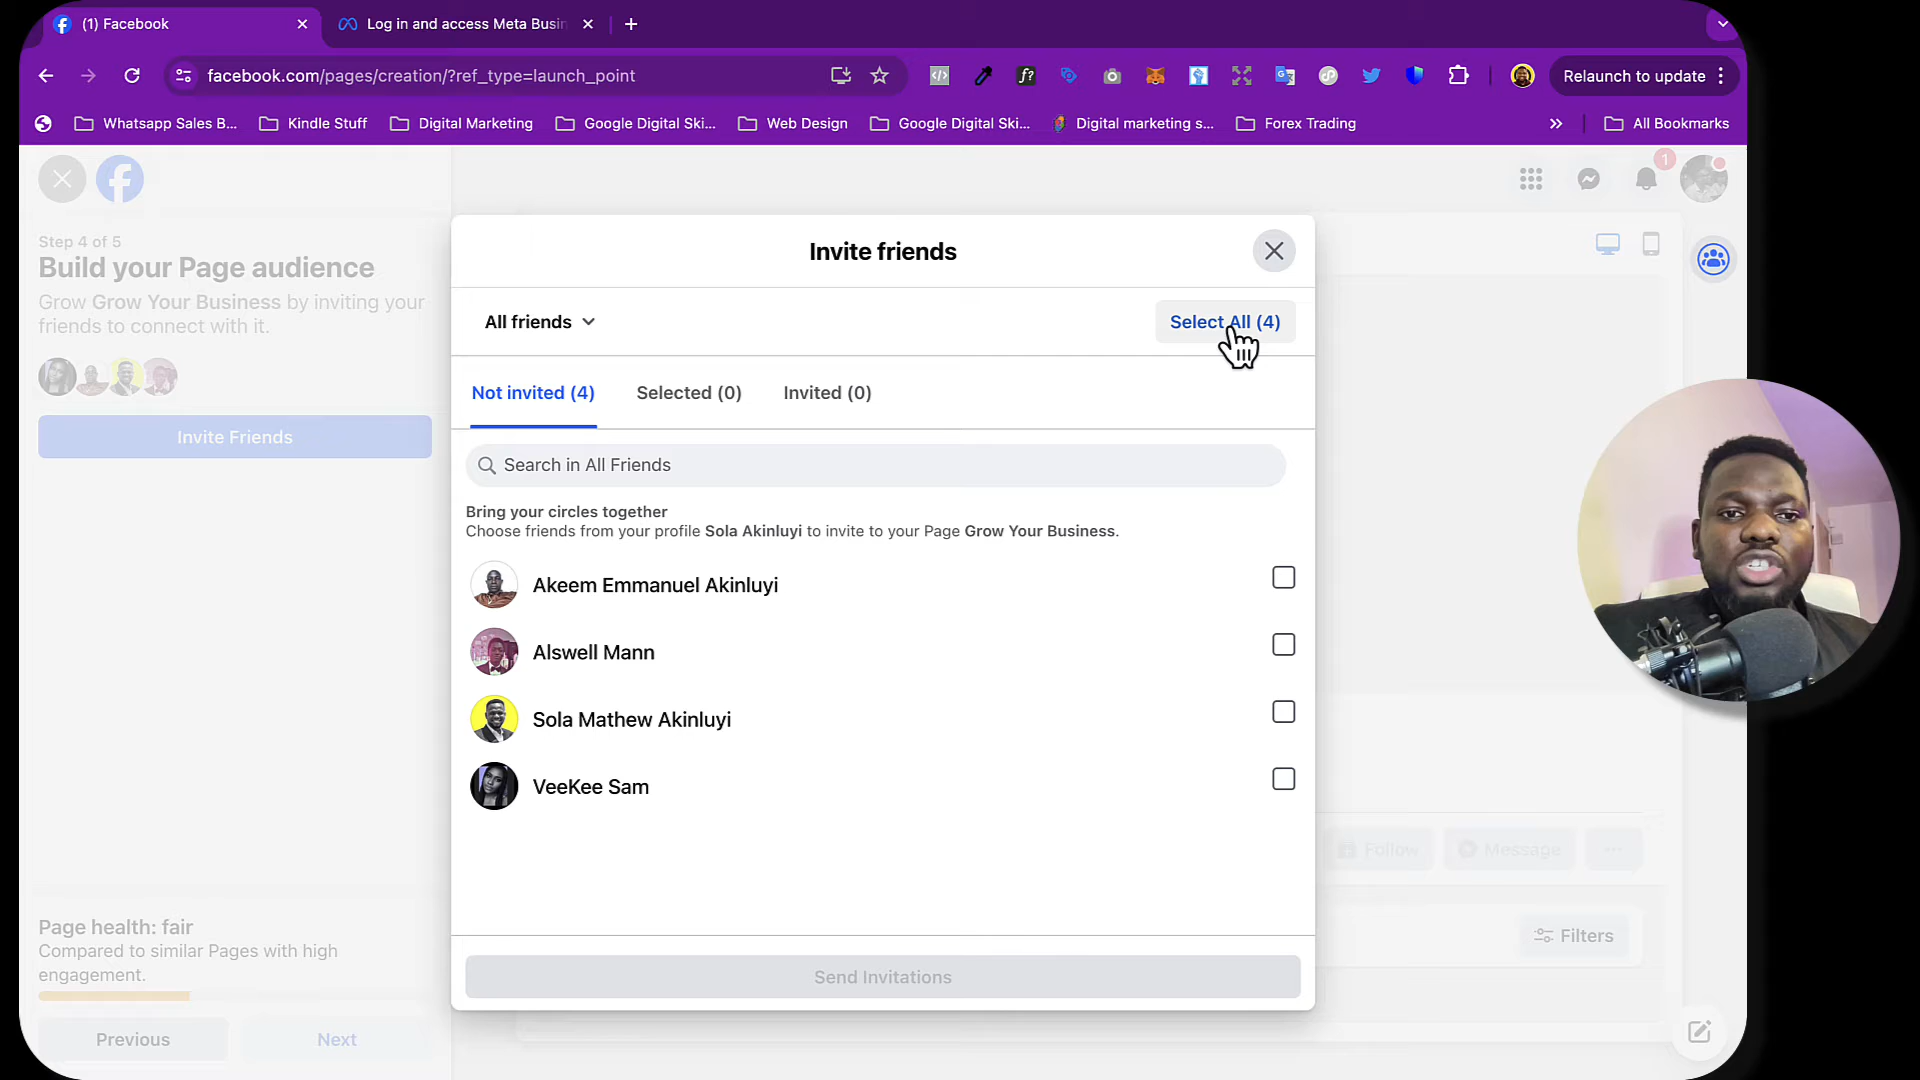 (1) Facebook
Log in and access Meta Busin
facebook.com/pages/creation/?ref_type=launch_point
f?
Relaunch to update
Whatsapp Sales B...
Kindle Stuff
Digital Marketing
Google Digital Ski...
Web Design
Google Digital Ski...
Digital marketing s...
Forex Trading
All Bookmarks
Step 4 of 5
Build your Page audience
Grow Grow Your Business by inviting your
friends to connect with it.
Invite Friends
Page health: fair
Compared to similar Pages with high
engagement.
Previous
Next
1
Invite friends
All friends
Select All (4)
Not invited (4)
Selected (0)
Invited (0)
Search in All Friends
Bring your circles together
Choose friends from your profile Sola Akinluyi to invite to your Page Grow Your Business.
Akeem Emmanuel Akinluyi
Alswell Mann
Sola Mathew Akinluyi
VeeKee Sam
Send Invitations
Follow
Message
Filters